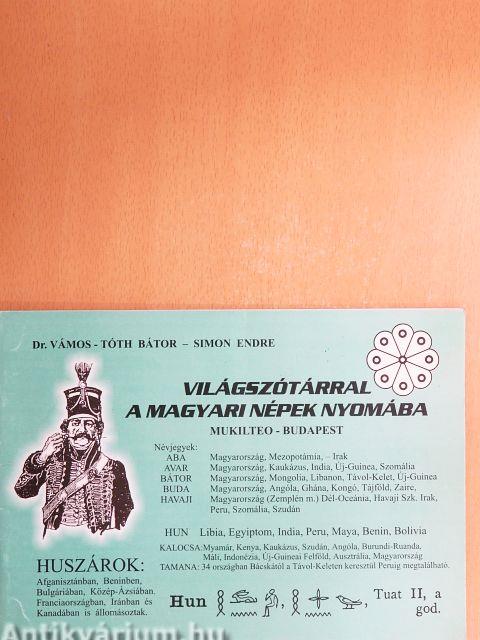 Dr. VÁMOS - TÓTH BÁTOR – SIMON ENDRE
VILÁGSZÓTÁRRAL
A MAGYARI NÉPEK NYOMÁBA
MUKILTEO - BUDAPEST
Névjegyek:
ABA Magyarország, Mezopotámia, – Irak
AVAR Magyarország, Kaukázus, India, Új-Guinea, Szomália
BÁTOR Magyarország, Mongolia, Libanon, Távol-Kelet, Új-Guinea
BUDA Magyarország, Angóla, Ghána, Kongó, Tájföld, Zaire,
HAVAJI Magyarország (Zemplén m.) Dél-Oceánia, Havaji Szk. Irak,
Peru, Szomália, Szudán
HUN Libia, Egyiptom, India, Peru, Maya, Benin, Bolivia
KALOCSA: Myamár, Kenya, Kaukázus, Szudán, Angóla, Burundi-Ruanda,
Máli, Indonézia, Új-Guineai Felföld, Ausztrália, Magyarország
TAMANA: 34 országban Bácskától a Távol-Keleten keresztül Peruig megtalálható.
HUSZÁROK:
Afganisztánban, Beninben,
Bulgáriában, Közép-Ázsiában,
Franciaországban, Iránban és
Kanadában is állomásoztak.
Hun , , Tuat II, a
god.
Antikvárium.hu